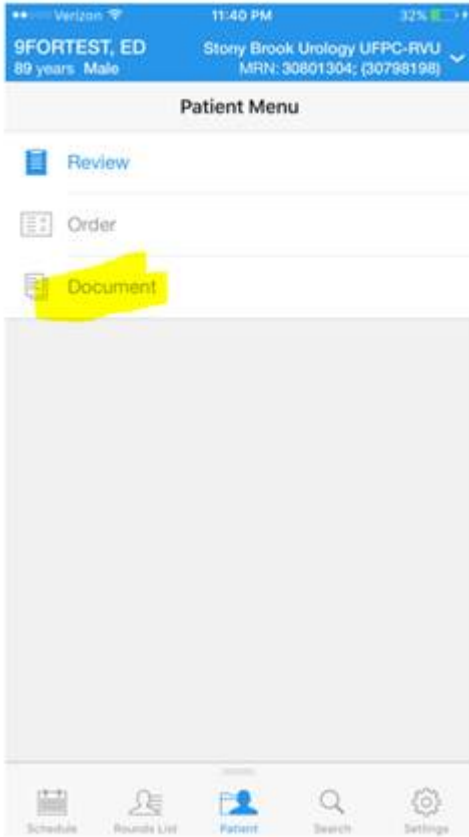 Verizon 11:40 PM 32%
9FORTEST, ED Stony Brook Urology UFPC-RVU
89 years Male MRN: 30801304; (30798198)
Patient Menu
Review
Order
Document
Schedule Rounds List Patient Search Settings